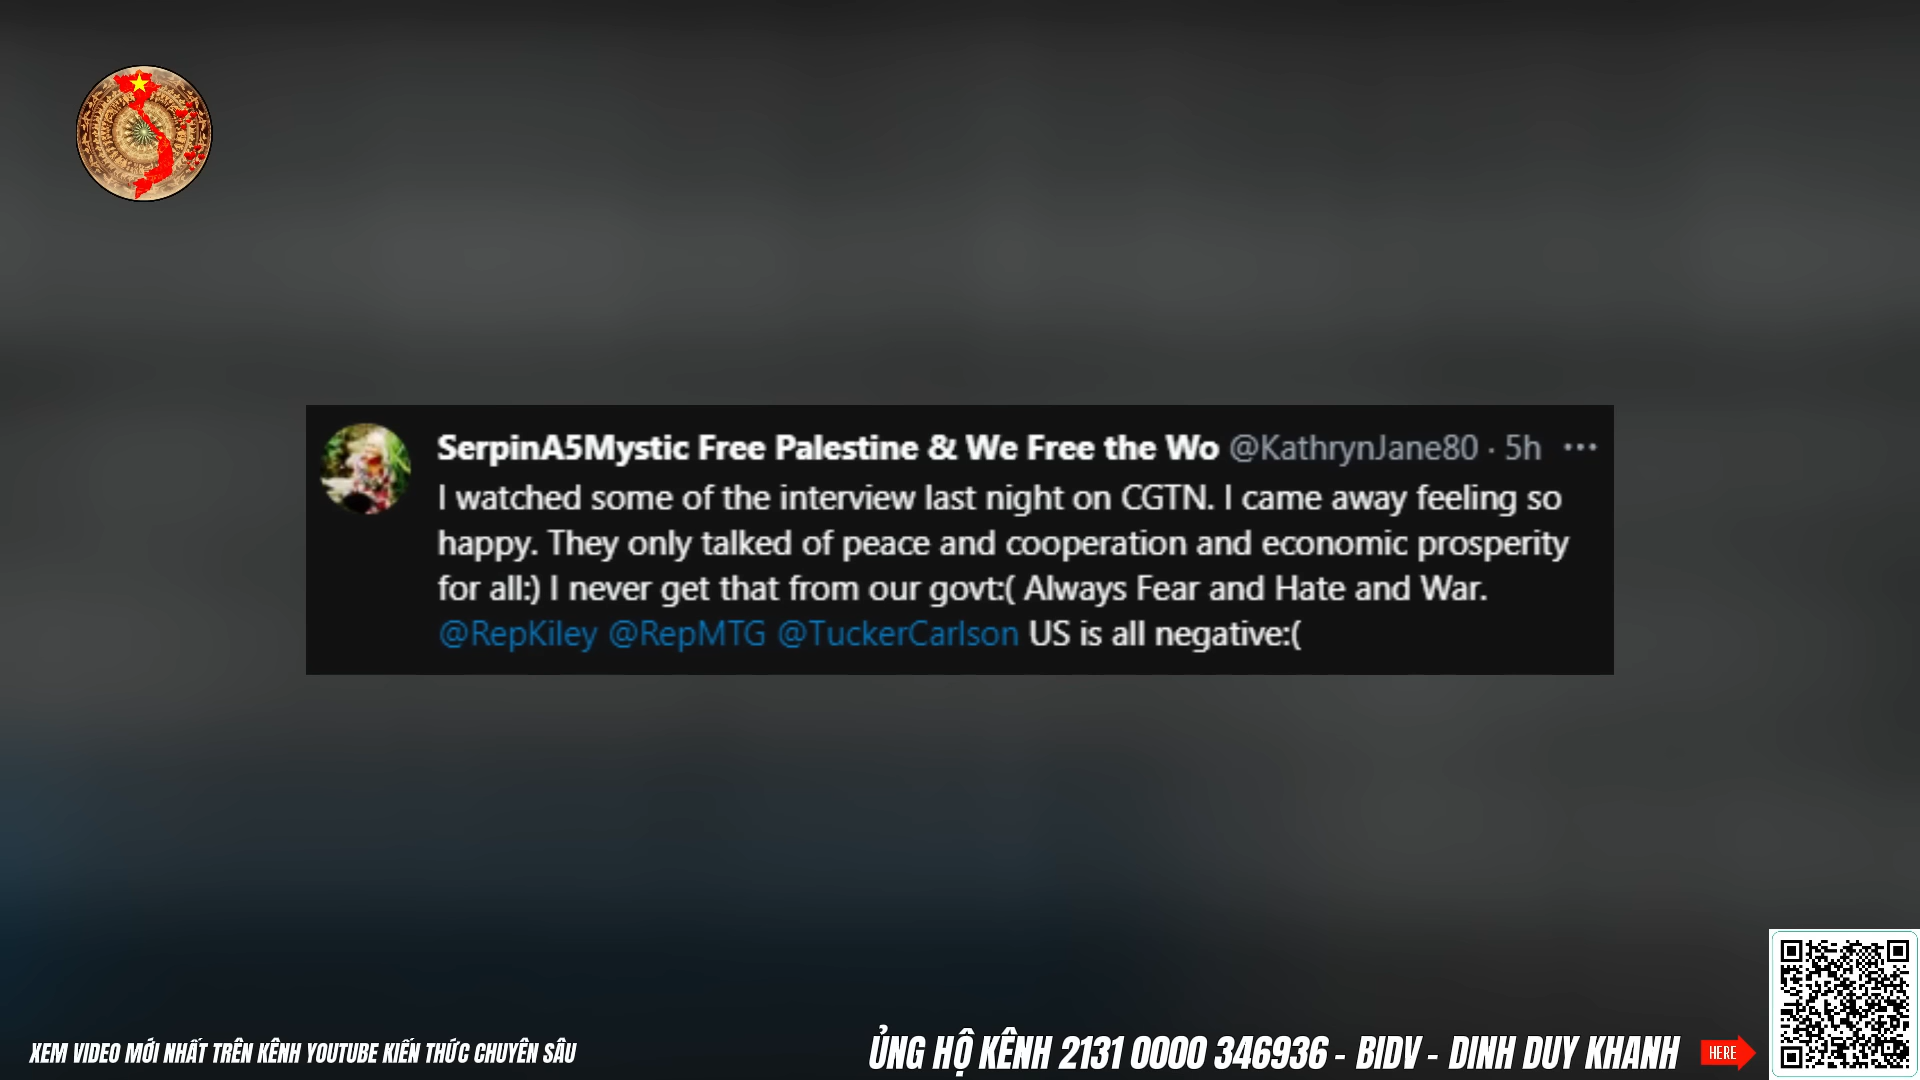 SerpinA5Mystic Free Palestine & We Free the Wo @KathrynJane80 · 5h ···
I watched some of the interview last night on CGTN. I came away feeling so
happy. They only talked of peace and cooperation and economic prosperity
for all:) I never get that from our govt:( Always Fear and Hate and War.
@RepKiley @RepMTG @TuckerCarlson US is all negative:(
XEM VIDEO MỚI NHẤT TRÊN KÊNH YOUTUBE KIẾN THỨC CHUYÊN SÂU
ỦNG HỘ KÊNH 2131 0000 346936 - BIDV - DINH DUY KHANH
HERE